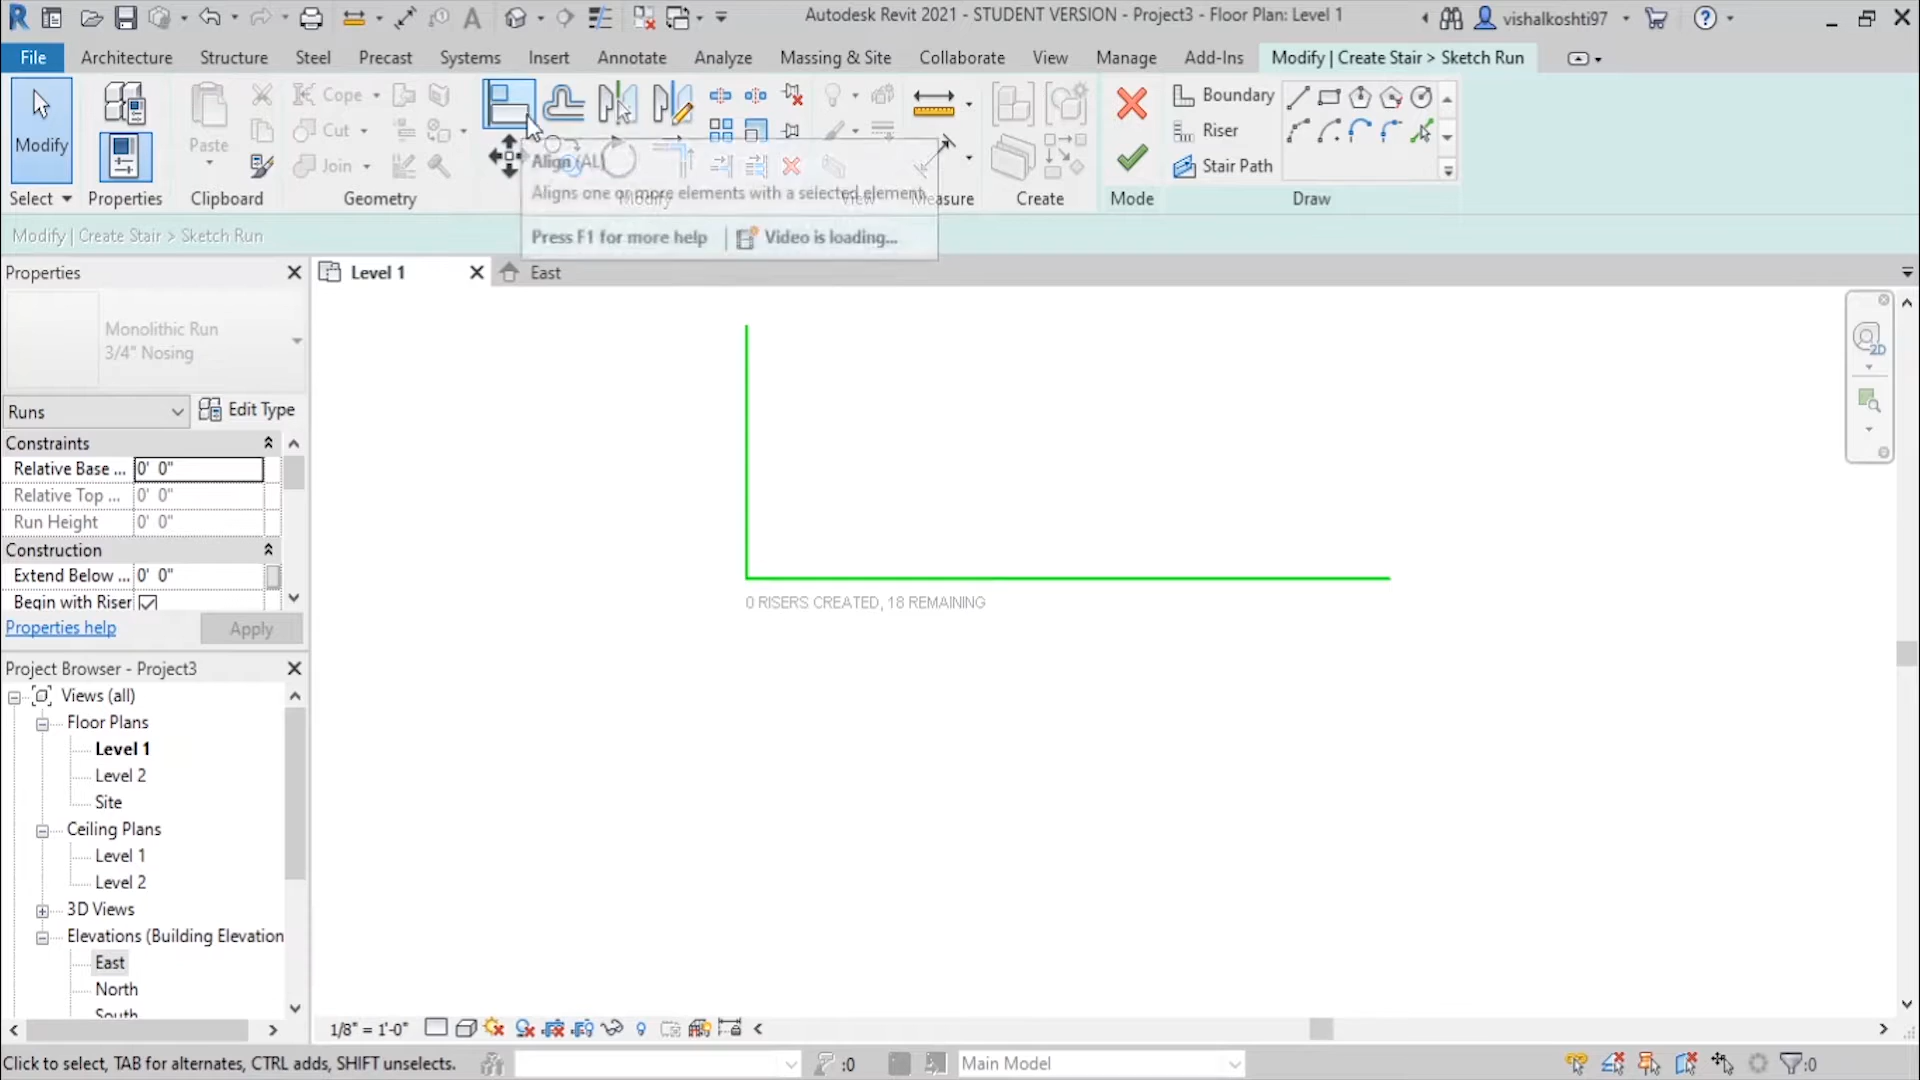 Autodesk Revit 2021 - STUDENT VERSION - Project3 - Floor Plan: Level 1
vishalkoshti97
File Architecture Structure Steel Precast Systems Insert Annotate Analyze Massing & Site Collaborate View Manage Add-Ins Modify | Create Stair > Sketch Run
Modify
Paste
Cope
Cut
Join
Boundary
Riser
Stair Path
Select Properties Clipboard Geometry Modify View Measure Create Mode Draw
Align (AL)
Aligns one or more elements with a selected element.
Press F1 for more help
Video is loading...
Modify | Create Stair > Sketch Run
Properties
Level 1
East
Monolithic Run
3/4" Nosing
Runs
Edit Type
Constraints
Relative Base ... 0' 0"
Relative Top ... 0' 0"
Run Height 0' 0"
Construction
Extend Below ... 0' 0"
Begin with Riser
Properties help
Apply
0 RISERS CREATED, 18 REMAINING
2D
Project Browser - Project3
Views (all)
Floor Plans
Level 1
Level 2
Site
Ceiling Plans
Level 1
Level 2
3D Views
Elevations (Building Elevation
East
North
South
1/8" = 1'-0"
Click to select, TAB for alternates, CTRL adds, SHIFT unselects.
:0
Main Model
:0